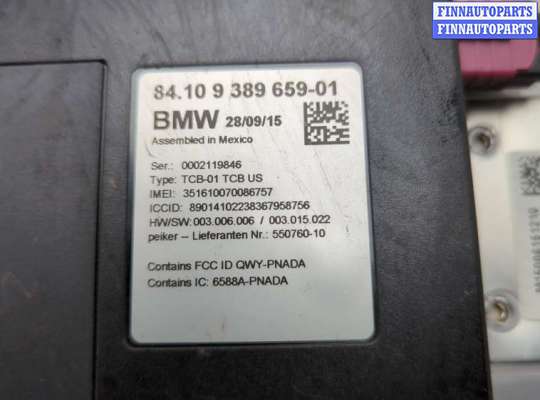 FINNAUTOPARTS
FINNAUTOPARTS
FINNAUTOPARTS
84.10 9 389 659-01
BMW 28/09/15
Assembled in Mexico
Ser.: 0002119846
Type: TCB-01 TCB US
IMEI: 351610070086757
ICCID: 89014102238367958756
HW/SW: 003.006.006 / 003.015.022
peiker – Lieferanten Nr.: 550760-10
Contains FCC ID QWY-PNADA
Contains IC: 6588A-PNADA